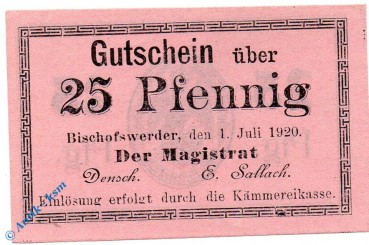 Gutschein über
25 Pfennig
Bischofswerder, den 1. Juli 1920.
Der Magistrat
Densch. E. Sallach.
Einlösung erfolgt durch die Kämmereikasse.